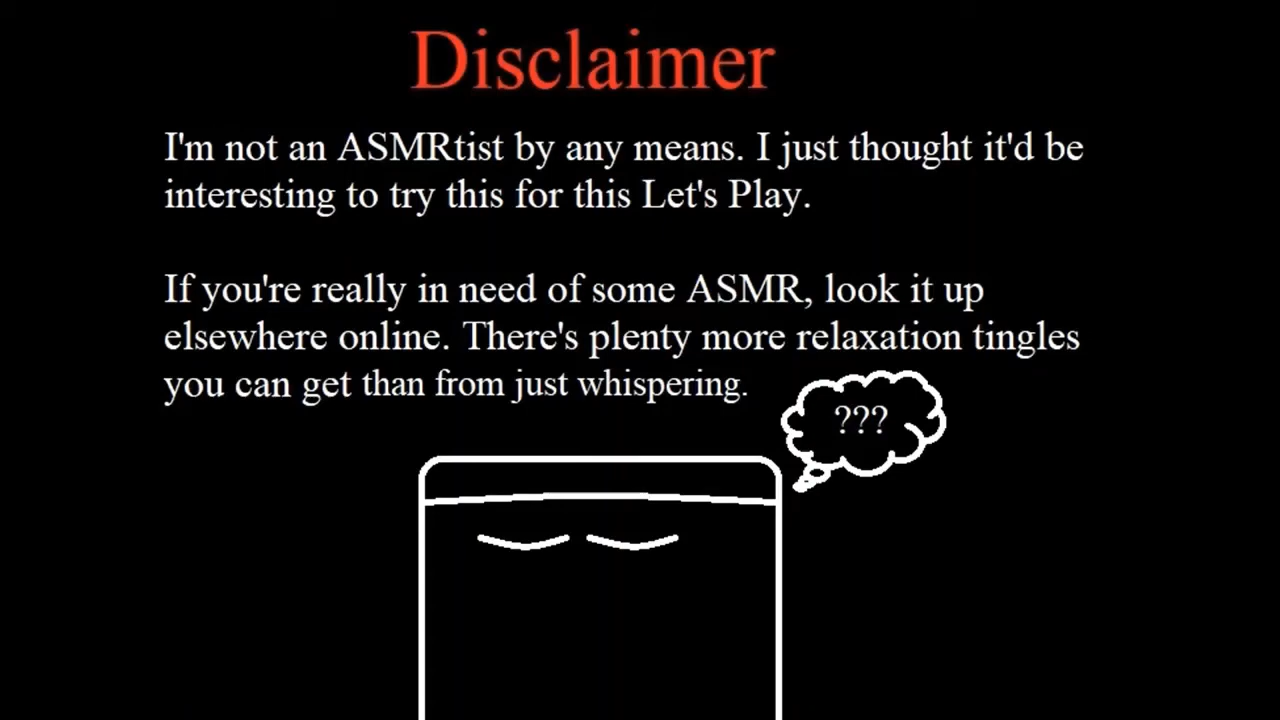 Disclaimer
I'm not an ASMRtist by any means. I just thought it'd be
interesting to try this for this Let's Play.
If you're really in need of some ASMR, look it up
elsewhere online. There's plenty more relaxation tingles
you can get than from just whispering.
???